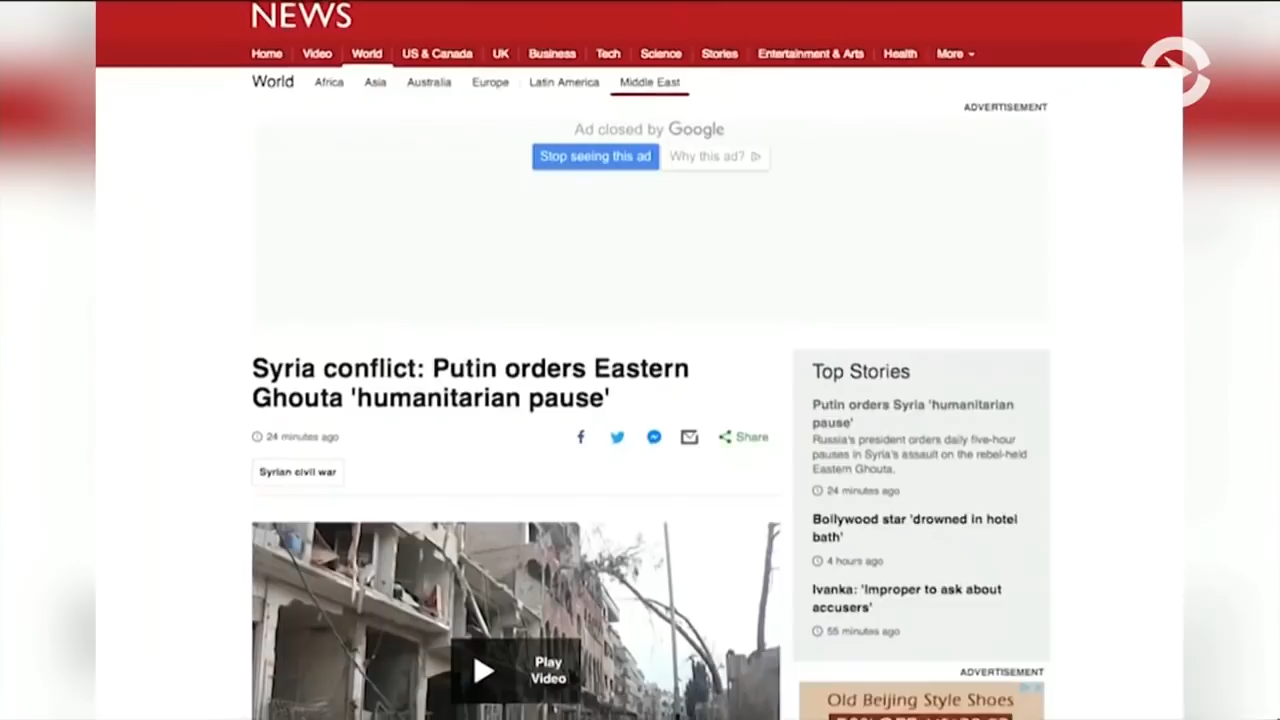 NEWS
Home Video World US & Canada UK Business Tech Science Stories Entertainment & Arts Health More
World Africa Asia Australia Europe Latin America Middle East
ADVERTISEMENT
Ad closed by Google
Stop seeing this ad Why this ad?
Syria conflict: Putin orders Eastern
Ghouta 'humanitarian pause'
24 minutes ago
Share
Syrian civil war
Play
Video
Top Stories
Putin orders Syria 'humanitarian
pause'
Russia's president orders daily five-hour
pauses in Syria's assault on the rebel-held
Eastern Ghouta.
24 minutes ago
Bollywood star 'drowned in hotel
bath'
4 hours ago
Ivanka: 'Improper to ask about
accusers'
55 minutes ago
ADVERTISEMENT
Old Beijing Style Shoes